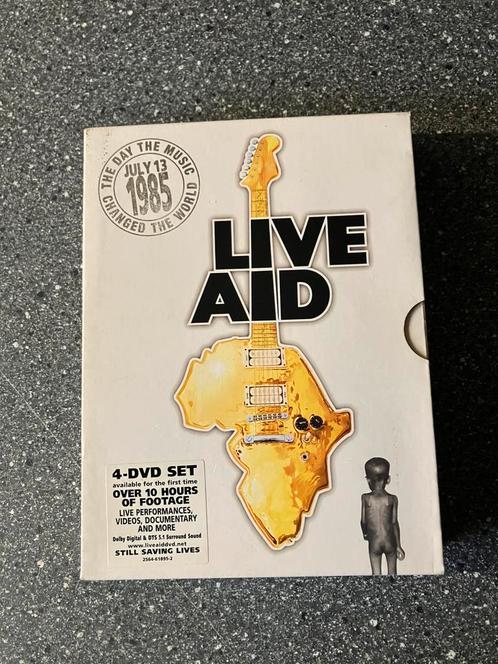 THE DAY THE MUSIC
JULY 13
1985
CHANGED THE WORLD
LIVE
AID
4-DVD SET
available for the first time
OVER 10 HOURS
OF FOOTAGE
LIVE PERFORMANCES,
VIDEOS, DOCUMENTARY
AND MORE
Dolby Digital & DTS 5.1 Surround Sound
www.liveaiddvd.net
STILL SAVING LIVES
2564-61895-2